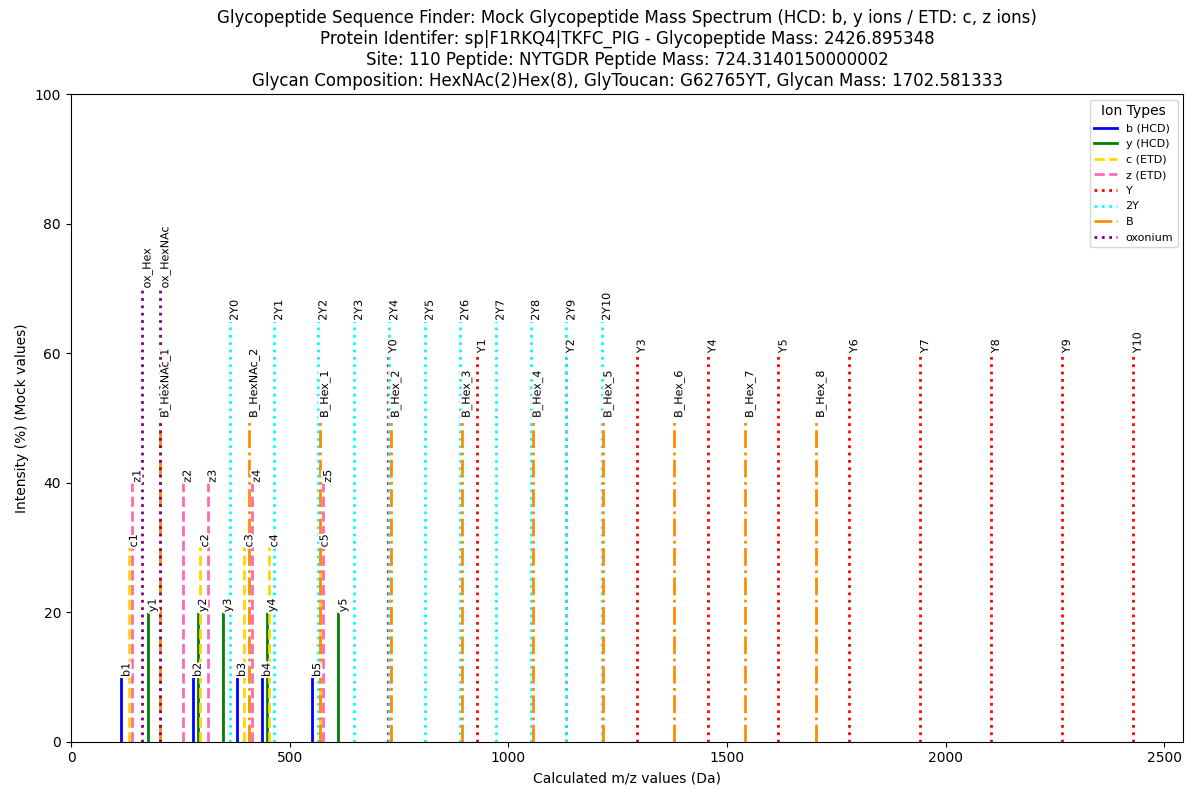 Glycopeptide Sequence Finder: Mock Glycopeptide Mass Spectrum (HCD: b, y ions / ETD: c, z ions)
Protein Identifer: sp|F1RKQ4|TKFC_PIG - Glycopeptide Mass: 2426.895348
Site: 110 Peptide: NYTGDR Peptide Mass: 724.3140150000002
Glycan Composition: HexNAc(2)Hex(8), GlyToucan: G62765YT, Glycan Mass: 1702.581333
Intensity (%) (Mock values)
100
80
60
40
20
0
Ion Types
b (HCD)
y (HCD)
c (ETD)
z (ETD)
Y
2Y
B
oxonium
ox_Hex
ox_HexNAc
2Y0
2Y1
2Y2
2Y3
2Y4
2Y5
2Y6
2Y7
2Y8
2Y9
2Y10
Y0
Y1
Y2
Y3
Y4
Y5
Y6
Y7
Y8
Y9
Y10
B_HexNAc_1
B_HexNAc_2
B_Hex_1
B_Hex_2
B_Hex_3
B_Hex_4
B_Hex_5
B_Hex_6
B_Hex_7
B_Hex_8
z1
z2
z3
z4
z5
c1
c2
c3
c4
c5
y1
y2
y3
y4
y5
b1
b2
b3
b4
b5
0
500
1000
1500
2000
2500
Calculated m/z values (Da)